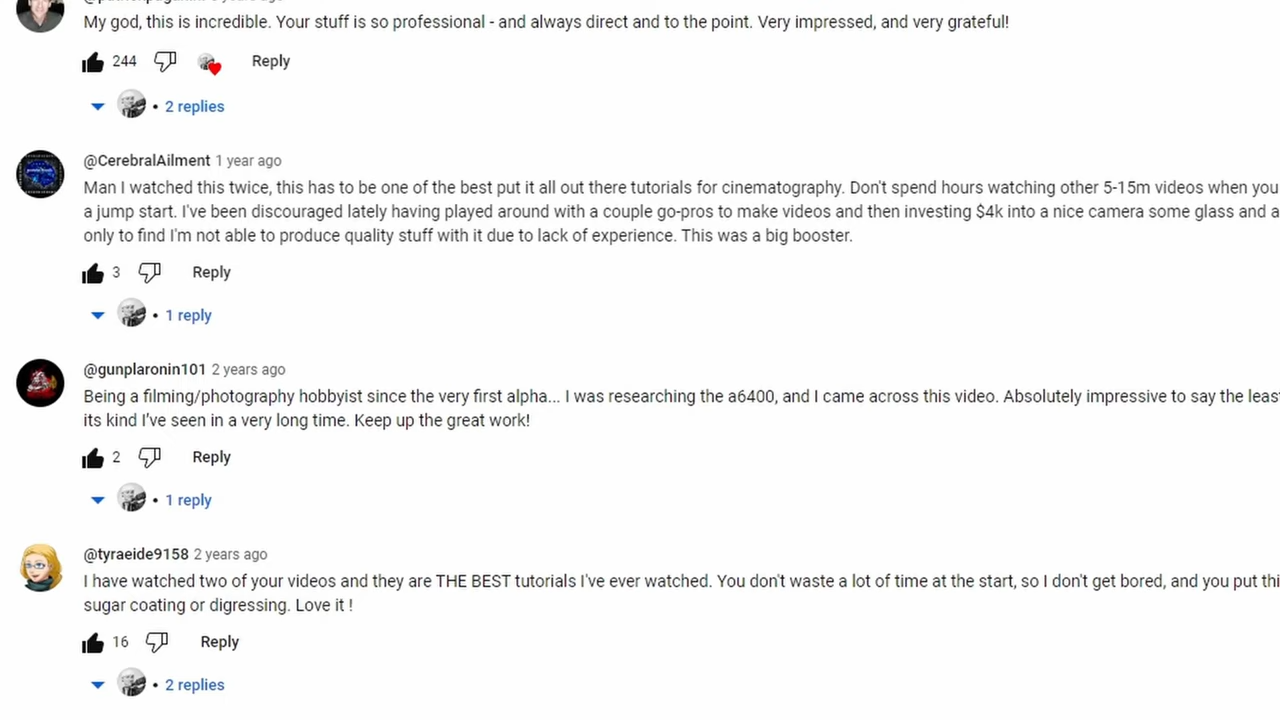 My god, this is incredible. Your stuff is so professional - and always direct and to the point. Very impressed, and very grateful!
244 Reply
2 replies
@CerebralAilment 1 year ago
Man I watched this twice, this has to be one of the best put it all out there tutorials for cinematography. Don't spend hours watching other 5-15m videos when you
a jump start. I've been discouraged lately having played around with a couple go-pros to make videos and then investing $4k into a nice camera some glass and a
only to find I'm not able to produce quality stuff with it due to lack of experience. This was a big booster.
3 Reply
1 reply
@gunplaronin101 2 years ago
Being a filming/photography hobbyist since the very first alpha... I was researching the a6400, and I came across this video. Absolutely impressive to say the least
its kind I've seen in a very long time. Keep up the great work!
2 Reply
1 reply
@tyraeide9158 2 years ago
I have watched two of your videos and they are THE BEST tutorials I've ever watched. You don't waste a lot of time at the start, so I don't get bored, and you put thi
sugar coating or digressing. Love it !
16 Reply
2 replies